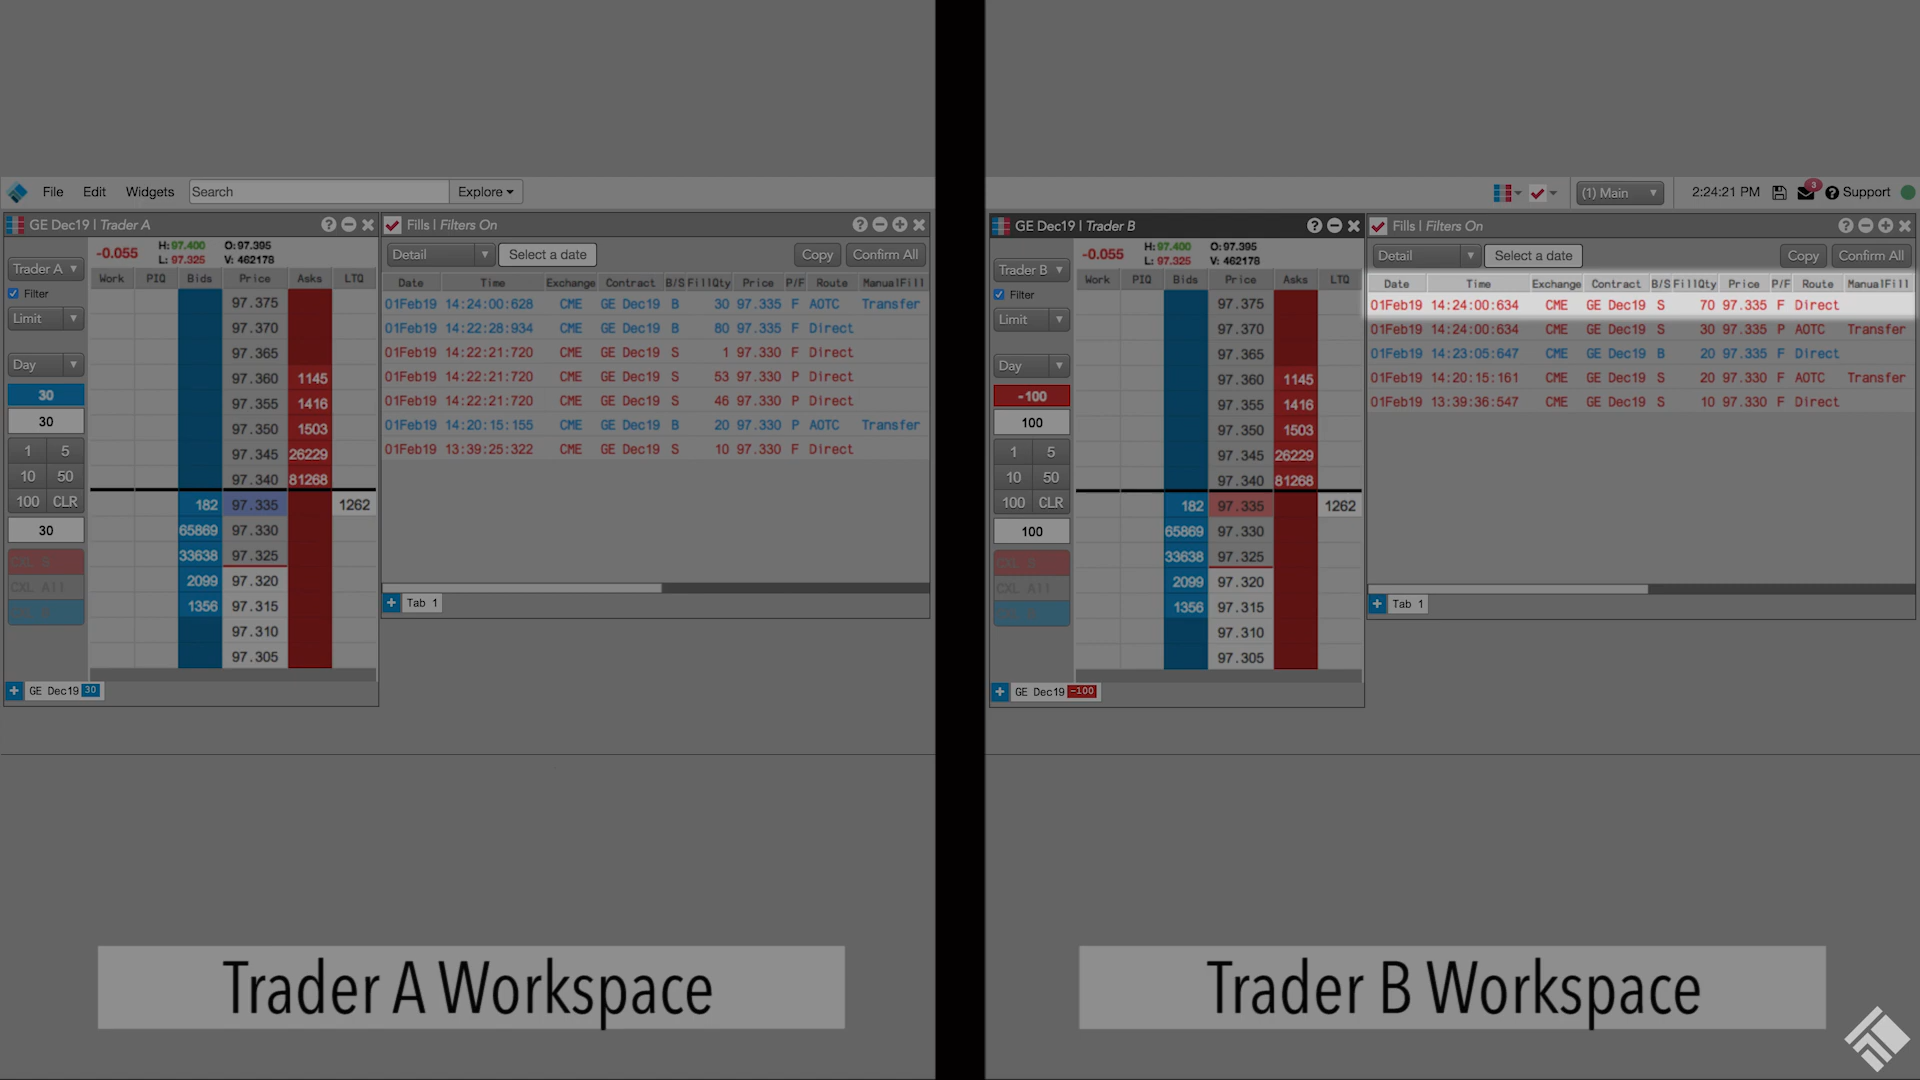 File Edit Widgets Search Explore
GE Dec19 | Trader A
-0.055 H: 97.400 O: 97.395
L: 97.325 V: 462178
Trader A
Filter
Limit
Day
30
30
1 5
10 50
100 CLR
30
CXL All
Work PIQ Bids Price Asks LTQ
97.375
97.370
97.365
97.360 1145
97.355 1416
97.350 1503
97.345 26229
97.340 81268
182 97.335 1262
65869 97.330
33638 97.325
2099 97.320
1356 97.315
97.310
97.305
GE Dec19 30
Fills | Filters On
Detail Select a date Copy Confirm All
Date Time Exchange Contract B/S FillQty Price P/F Route ManualFill
01Feb19 14:24:00:628 CME GE Dec19 B 30 97.335 F AOTC Transfer
01Feb19 14:22:28:934 CME GE Dec19 B 80 97.335 F Direct
01Feb19 14:22:21:720 CME GE Dec19 S 1 97.330 F Direct
01Feb19 14:22:21:720 CME GE Dec19 S 53 97.330 P Direct
01Feb19 14:22:21:720 CME GE Dec19 S 46 97.330 P Direct
01Feb19 14:20:15:155 CME GE Dec19 B 20 97.330 P AOTC Transfer
01Feb19 13:39:25:322 CME GE Dec19 S 10 97.330 F Direct
Tab 1
Trader A Workspace
(1) Main 2:24:21 PM 3 Support
GE Dec19 | Trader B
-0.055 H: 97.400 O: 97.395
L: 97.325 V: 462178
Trader B
Filter
Limit
Day
-100
100
1 5
10 50
100 CLR
100
CXL All
Work PIQ Bids Price Asks LTQ
97.375
97.370
97.365
97.360 1145
97.355 1416
97.350 1503
97.345 26229
97.340 81268
182 97.335 1262
65869 97.330
33638 97.325
2099 97.320
1356 97.315
97.310
97.305
GE Dec19 -100
Fills | Filters On
Detail Select a date Copy Confirm All
Date Time Exchange Contract B/S FillQty Price P/F Route ManualFill
01Feb19 14:24:00:634 CME GE Dec19 S 70 97.335 F Direct
01Feb19 14:24:00:634 CME GE Dec19 S 30 97.335 P AOTC Transfer
01Feb19 14:23:05:647 CME GE Dec19 B 20 97.335 F Direct
01Feb19 14:20:15:161 CME GE Dec19 S 20 97.330 F AOTC Transfer
01Feb19 13:39:36:547 CME GE Dec19 S 10 97.330 F Direct
Tab 1
Trader B Workspace